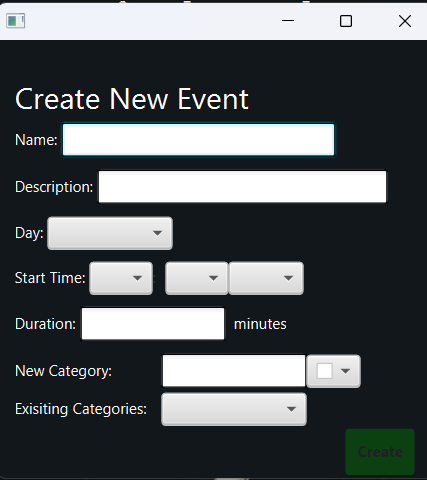 Create New Event
Name:
Description:
Day:
Start Time:
Duration: minutes
New Category:
Exisiting Categories:
Create